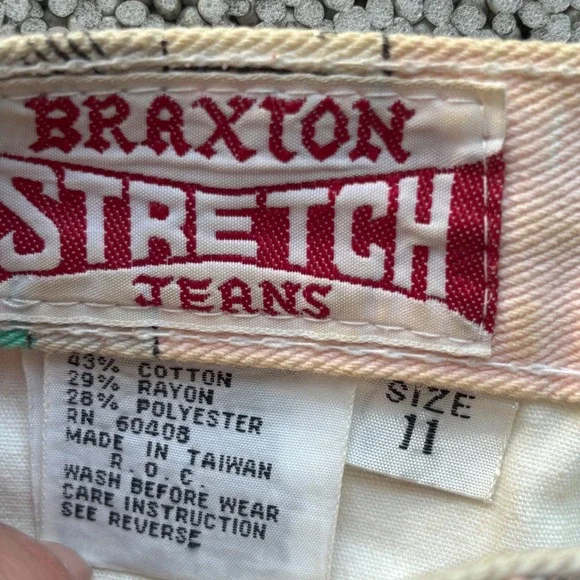 BRAXTON
STRETCH
JEANS
43% COTTON
29% RAYON
28% POLYESTER
RN 60408
MADE IN TAIWAN
R.O.C.
WASH BEFORE WEAR
CARE INSTRUCTION
SEE REVERSE
SIZE
11